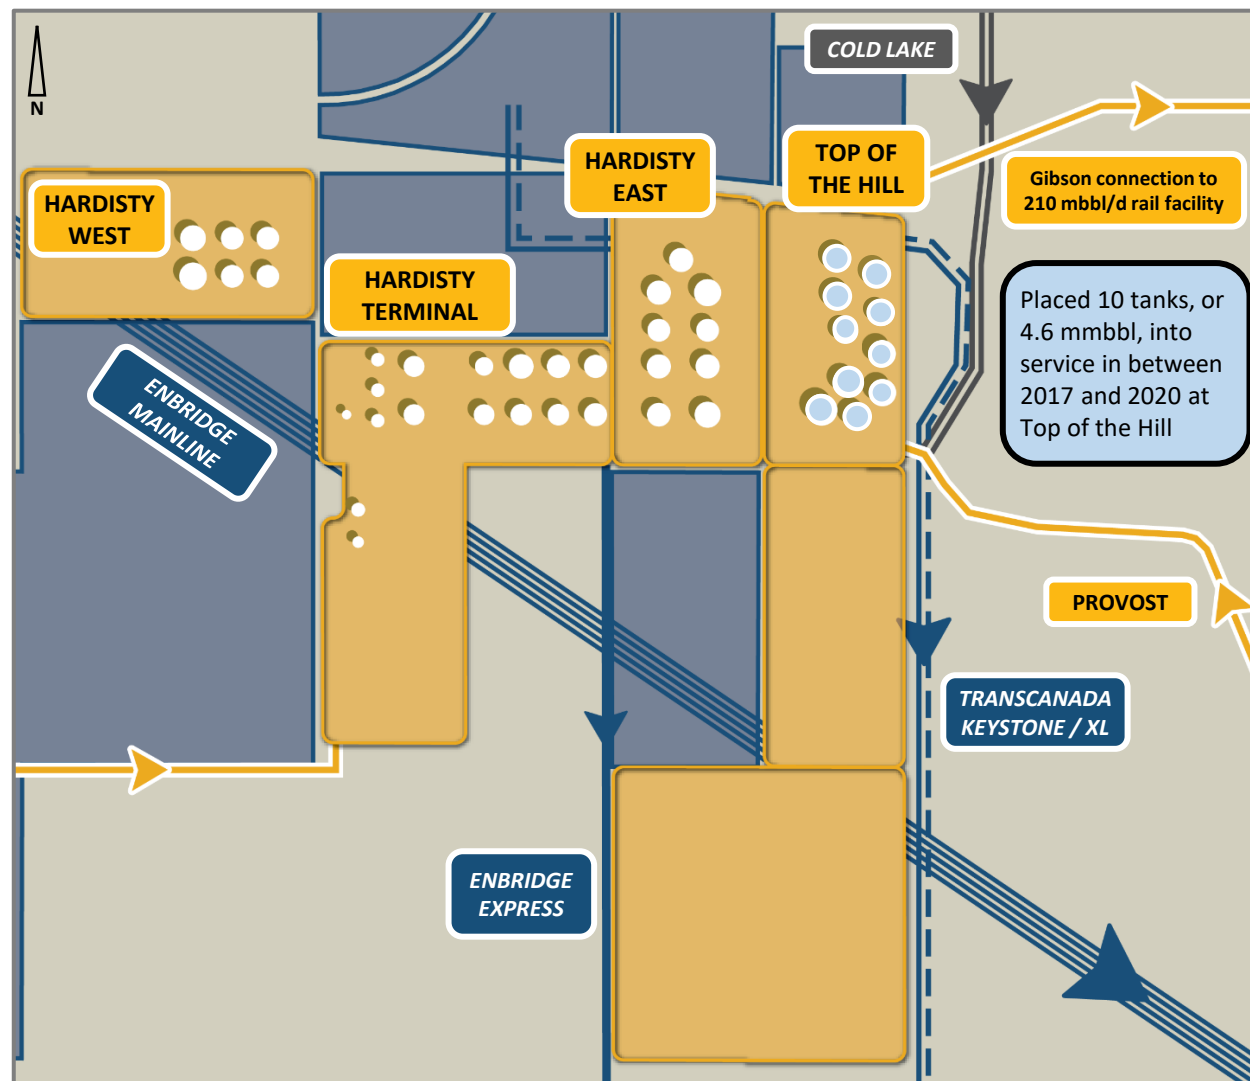 COLD LAKE
N
HARDISTY
EAST
TOP OF
THE HILL
Gibson connection to
210 mbbl/d rail facility
HARDISTY
WEST
HARDISTY
TERMINAL
Placed 10 tanks, or
4.6 mmbbl, into
service in between
2017 and 2020 at
Top of the Hill
ENBRIDGE
MAINLINE
PROVOST
TRANSCANADA
KEYSTONE / XL
ENBRIDGE
EXPRESS